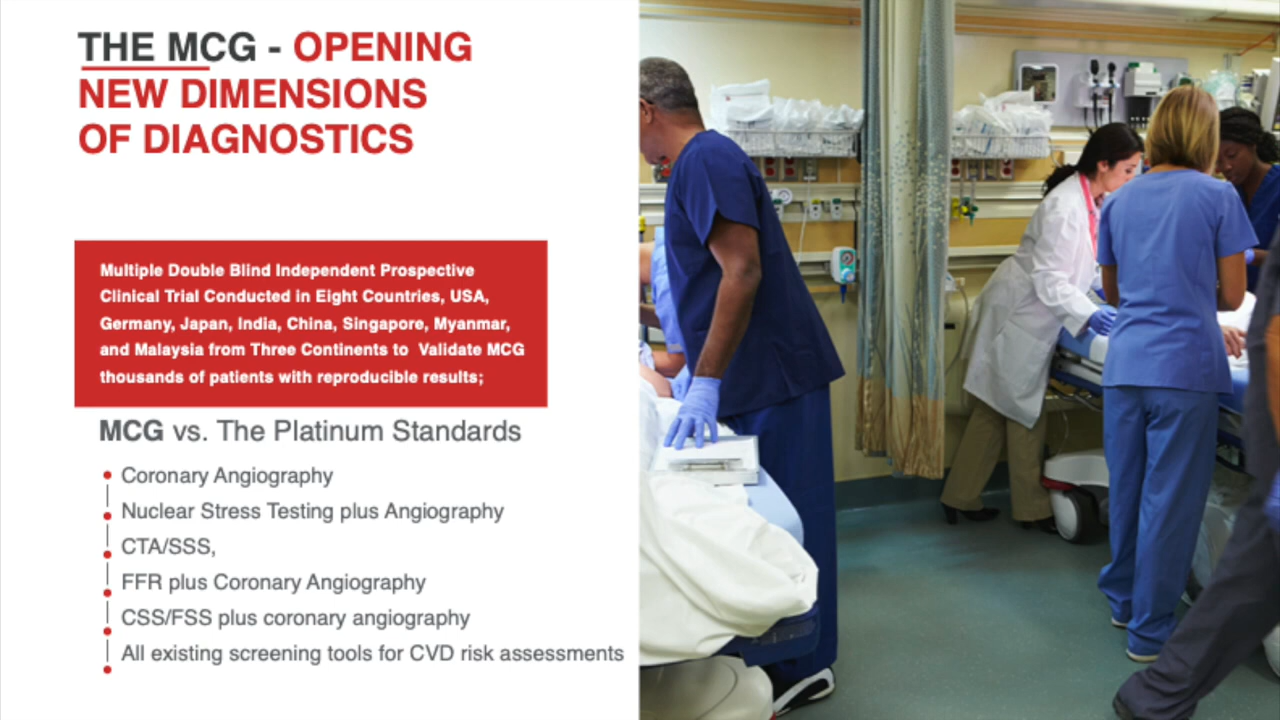 THE MCG - OPENING
NEW DIMENSIONS
OF DIAGNOSTICS
Multiple Double Blind Independent Prospective
Clinical Trial Conducted in Eight Countries, USA,
Germany, Japan, India, China, Singapore, Myanmar,
and Malaysia from Three Continents to Validate MCG
thousands of patients with reproducible results;
MCG vs. The Platinum Standards
Coronary Angiography
Nuclear Stress Testing plus Angiography
CTA/SSS,
FFR plus Coronary Angiography
CSS/FSS plus coronary angiography
All existing screening tools for CVD risk assessments